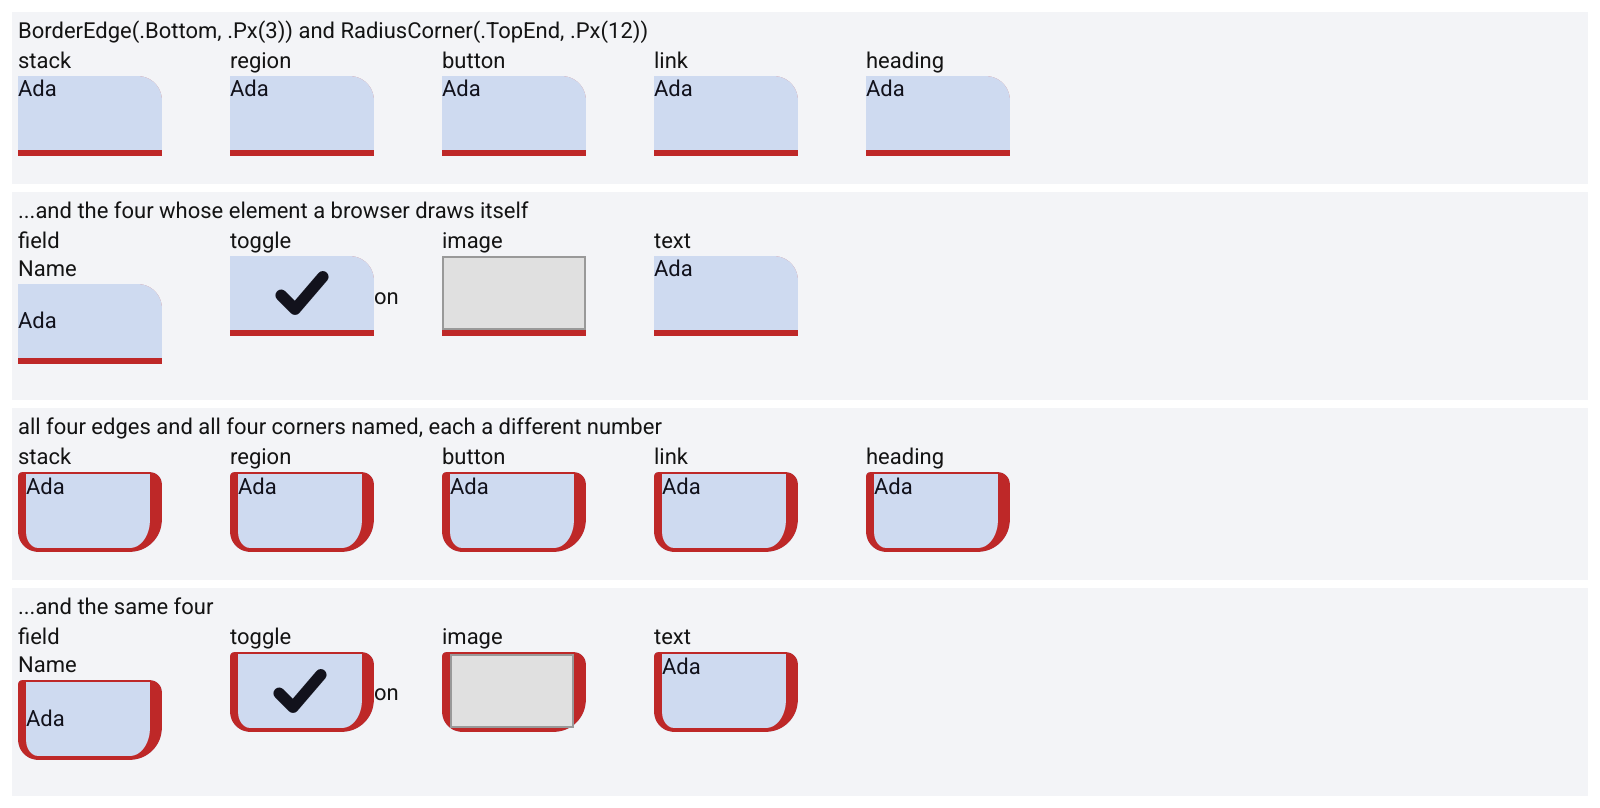 BorderEdge(.Bottom, .Px(3)) and RadiusCorner(.TopEnd, .Px(12))
stack region button link heading
Ada Ada Ada Ada Ada
...and the four whose element a browser draws itself
field toggle image text
Name Ada
on
Ada
all four edges and all four corners named, each a different number
stack region button link heading
Ada Ada Ada Ada Ada
...and the same four
field toggle image text
Name Ada
on
Ada